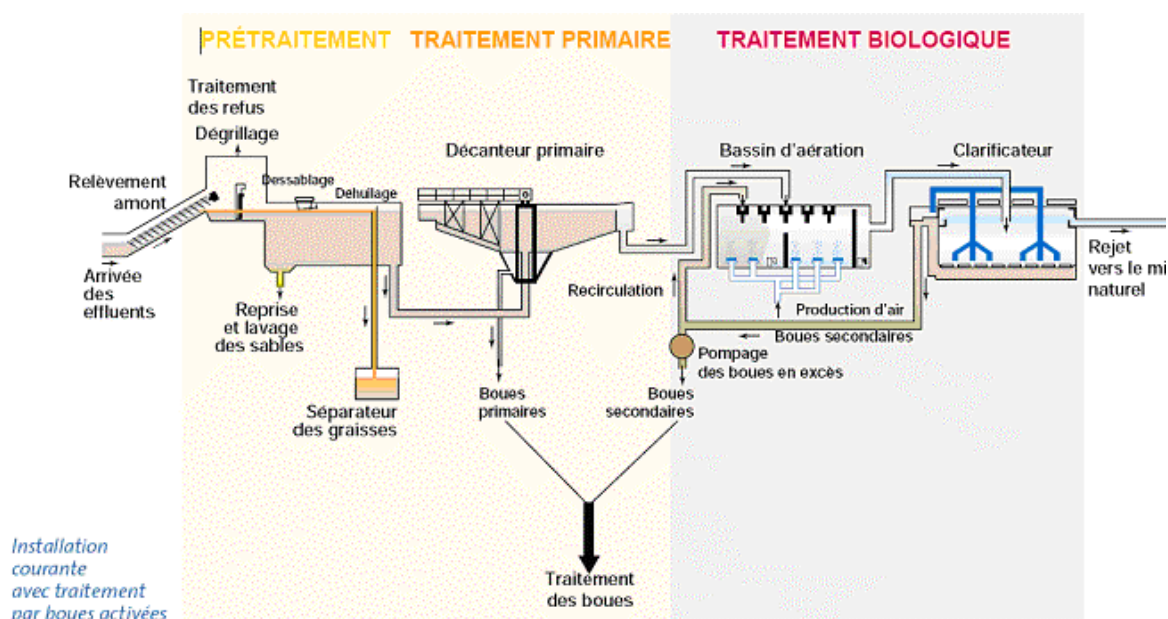 PRÉTRAITEMENT
TRAITEMENT PRIMAIRE
TRAITEMENT BIOLOGIQUE
Traitement
des refus
Dégrillage
Relèvement
amont
Dessablage
Dehuilage
Décanteur primaire
Bassin d'aération
Clarificateur
Arrivée
des
effluents
Reprise
et lavage
des sables
Séparateur
des graisses
Boues
primaires
Recirculation
Production d'air
Boues secondaires
Pompage
des boues en excès
Boues
secondaires
Rejet
vers le mi
naturel
Traitement
des boues
Installation
courante
avec traitement
par boues activées